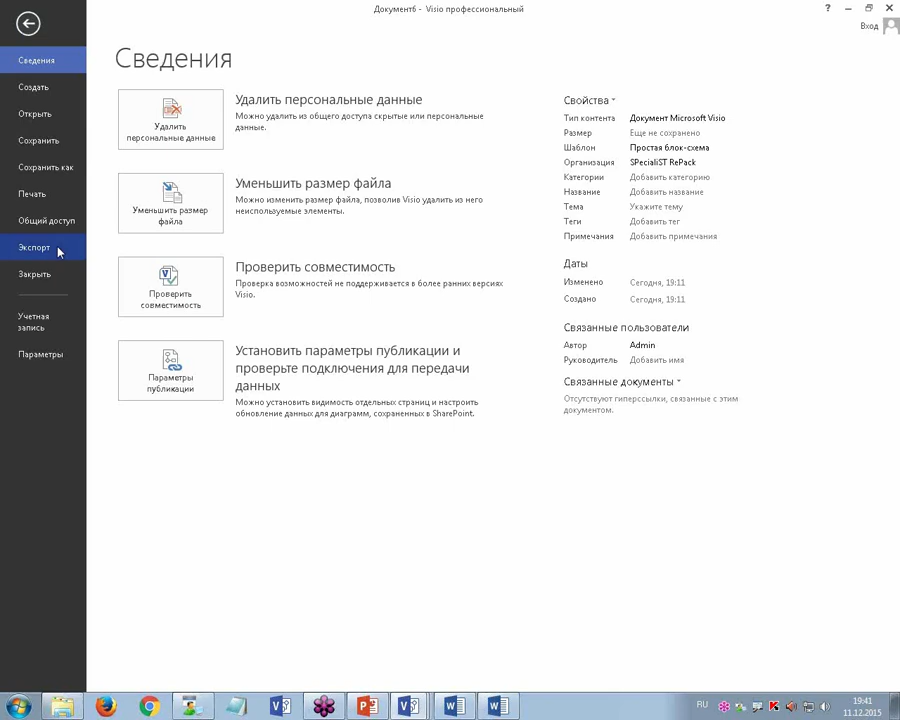 Документ6 - Visio профессиональный
Вход
Сведения
Создать
Открыть
Сохранить
Сохранить как
Печать
Общий доступ
Экспорт
Закрыть
Учетная
запись
Параметры
Сведения
Удалить
персональные данные
Удалить персональные данные
Можно удалить из общего доступа скрытые или персональные
данные.
Уменьшить размер
файла
Уменьшить размер файла
Можно изменить размер файла, позволив Visio удалить из него
неиспользуемые элементы.
Проверить
совместимость
Проверить совместимость
Проверка возможностей не поддерживается в более ранних версиях
Visio.
Параметры
публикации
Установить параметры публикации и
проверьте подключения для передачи
данных
Можно установить видимость отдельных страниц и настроить
обновление данных для диаграмм, сохраненных в SharePoint.
Свойства
Тип контента Документ Microsoft Visio
Размер Еще не сохранено
Шаблон Простая блок-схема
Организация SPecialiST RePack
Категории Добавить категорию
Название Добавить название
Тема Укажите тему
Теги Добавить тег
Примечания Добавить примечания
Даты
Изменено Сегодня, 19:11
Создано Сегодня, 19:11
Связанные пользователи
Автор Admin
Руководитель Добавить имя
Связанные документы
Отсутствуют гиперссылки, связанные с этим
документом.
RU
19:41
11.12.2015